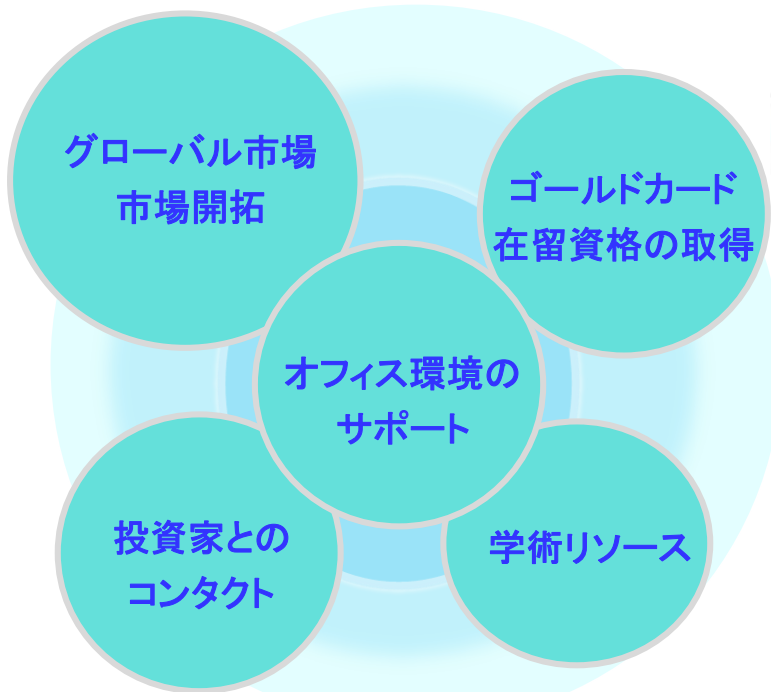 グローバル市場
市場開拓
ゴールドカード
在留資格の取得
オフィス環境の
サポート
投資家との
コンタクト
学術リソース